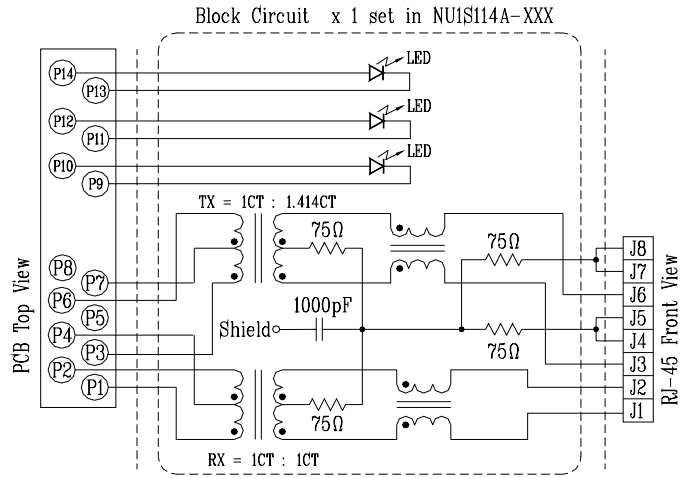 Block Circuit x 1 set in NU1S114A-XXX
P14
LED
P13
P12
LED
P11
P10
LED
P9
TX = 1CT : 1.414CT
75Ω
75Ω
P8
P7
P6
P5
P4
P3
P2
P1
1000pF
Shield
75Ω
75Ω
RX = 1CT : 1CT
J8
J7
J6
J5
J4
J3
J2
J1
PCB Top View
RJ-45 Front View